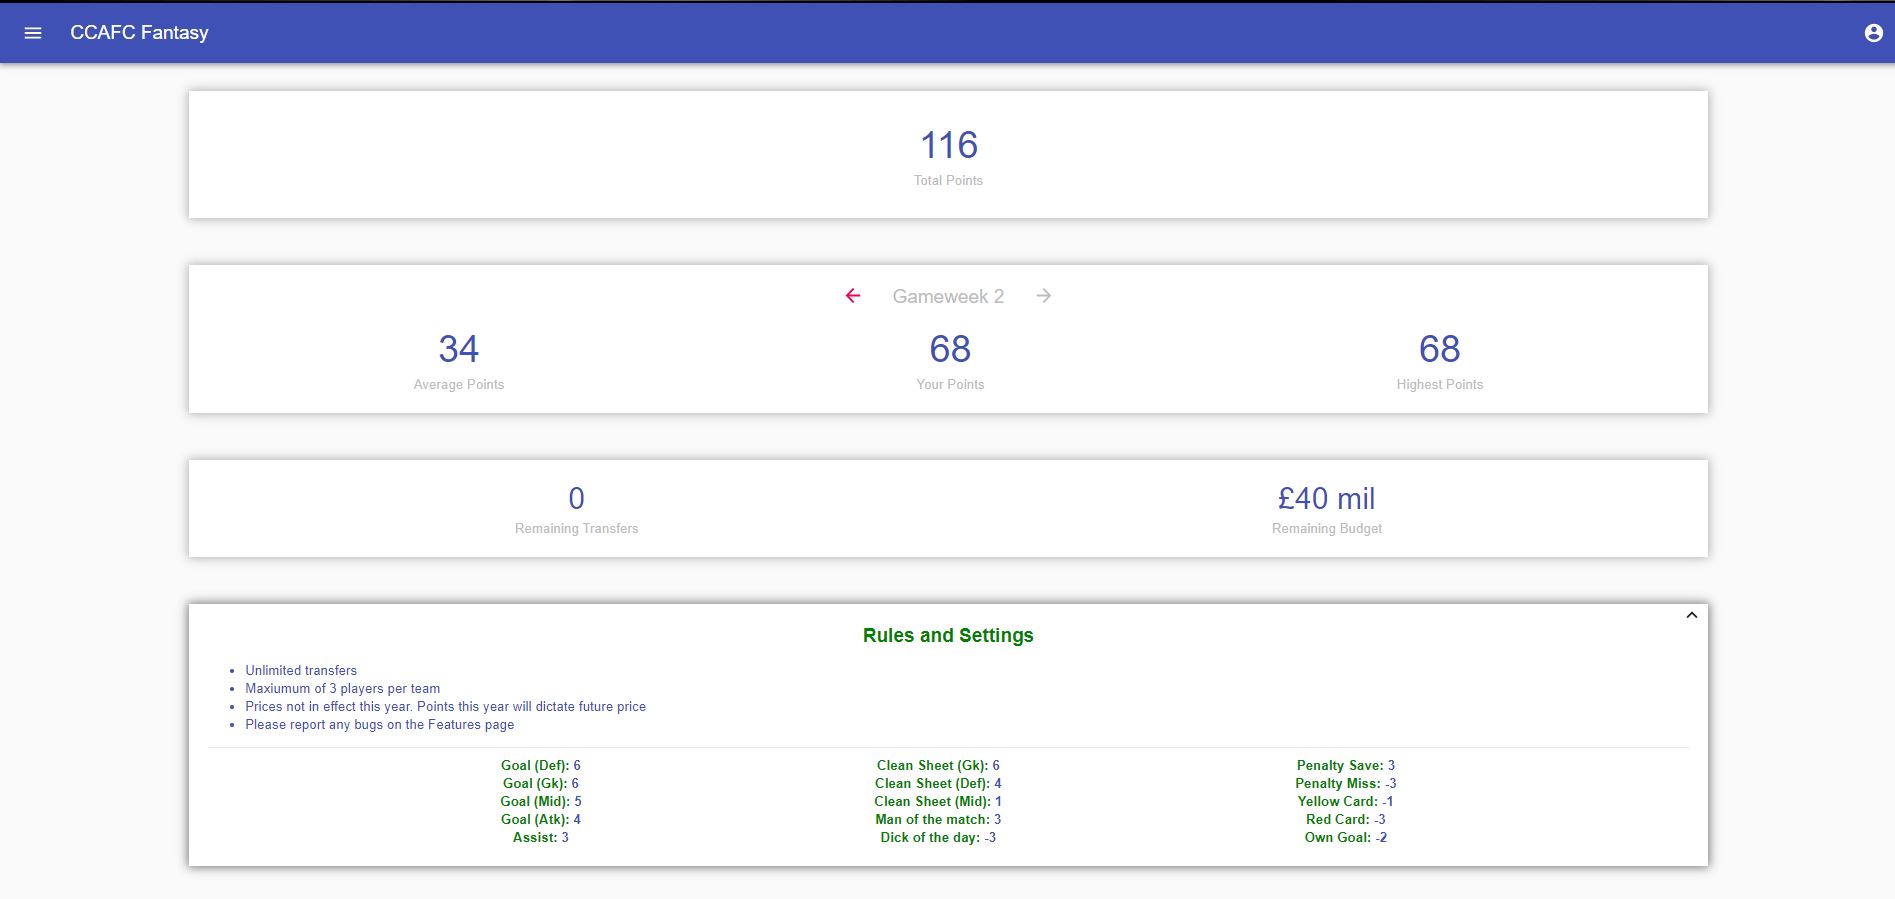 CCAFC Fantasy
116
Total Points
Gameweek 2
34 68 68
Average Points Your Points Highest Points
0 £40 mil
Remaining Transfers Remaining Budget
Rules and Settings
Unlimited transfers
Maxiumum of 3 players per team
Prices not in effect this year. Points this year will dictate future price
Please report any bugs on the Features page
Goal (Def): 6 Clean Sheet (Gk): 6 Penalty Save: 3
Goal (Gk): 6 Clean Sheet (Def): 4 Penalty Miss: -3
Goal (Mid): 5 Clean Sheet (Mid): 1 Yellow Card: -1
Goal (Atk): 4 Man of the match: 3 Red Card: -3
Assist: 3 Dick of the day: -3 Own Goal: -2